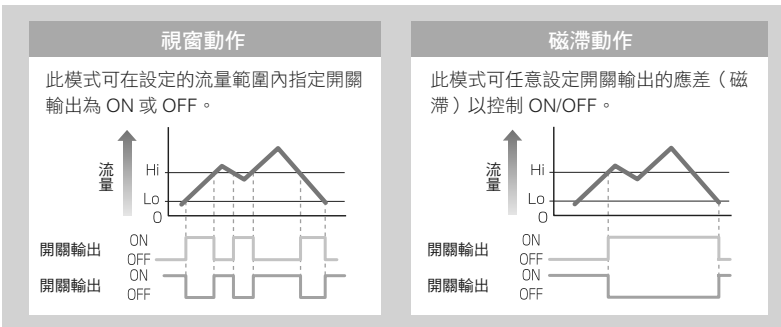 視窗動作
此模式可在設定的流量範圍內指定開關
輸出為 ON 或 OFF。
流量
Hi
Lo
0
開關輸出
ON
OFF
開關輸出
ON
OFF
磁滯動作
此模式可任意設定開關輸出的應差（磁
滯）以控制 ON/OFF。
流量
Hi
Lo
0
開關輸出
ON
OFF
開關輸出
ON
OFF